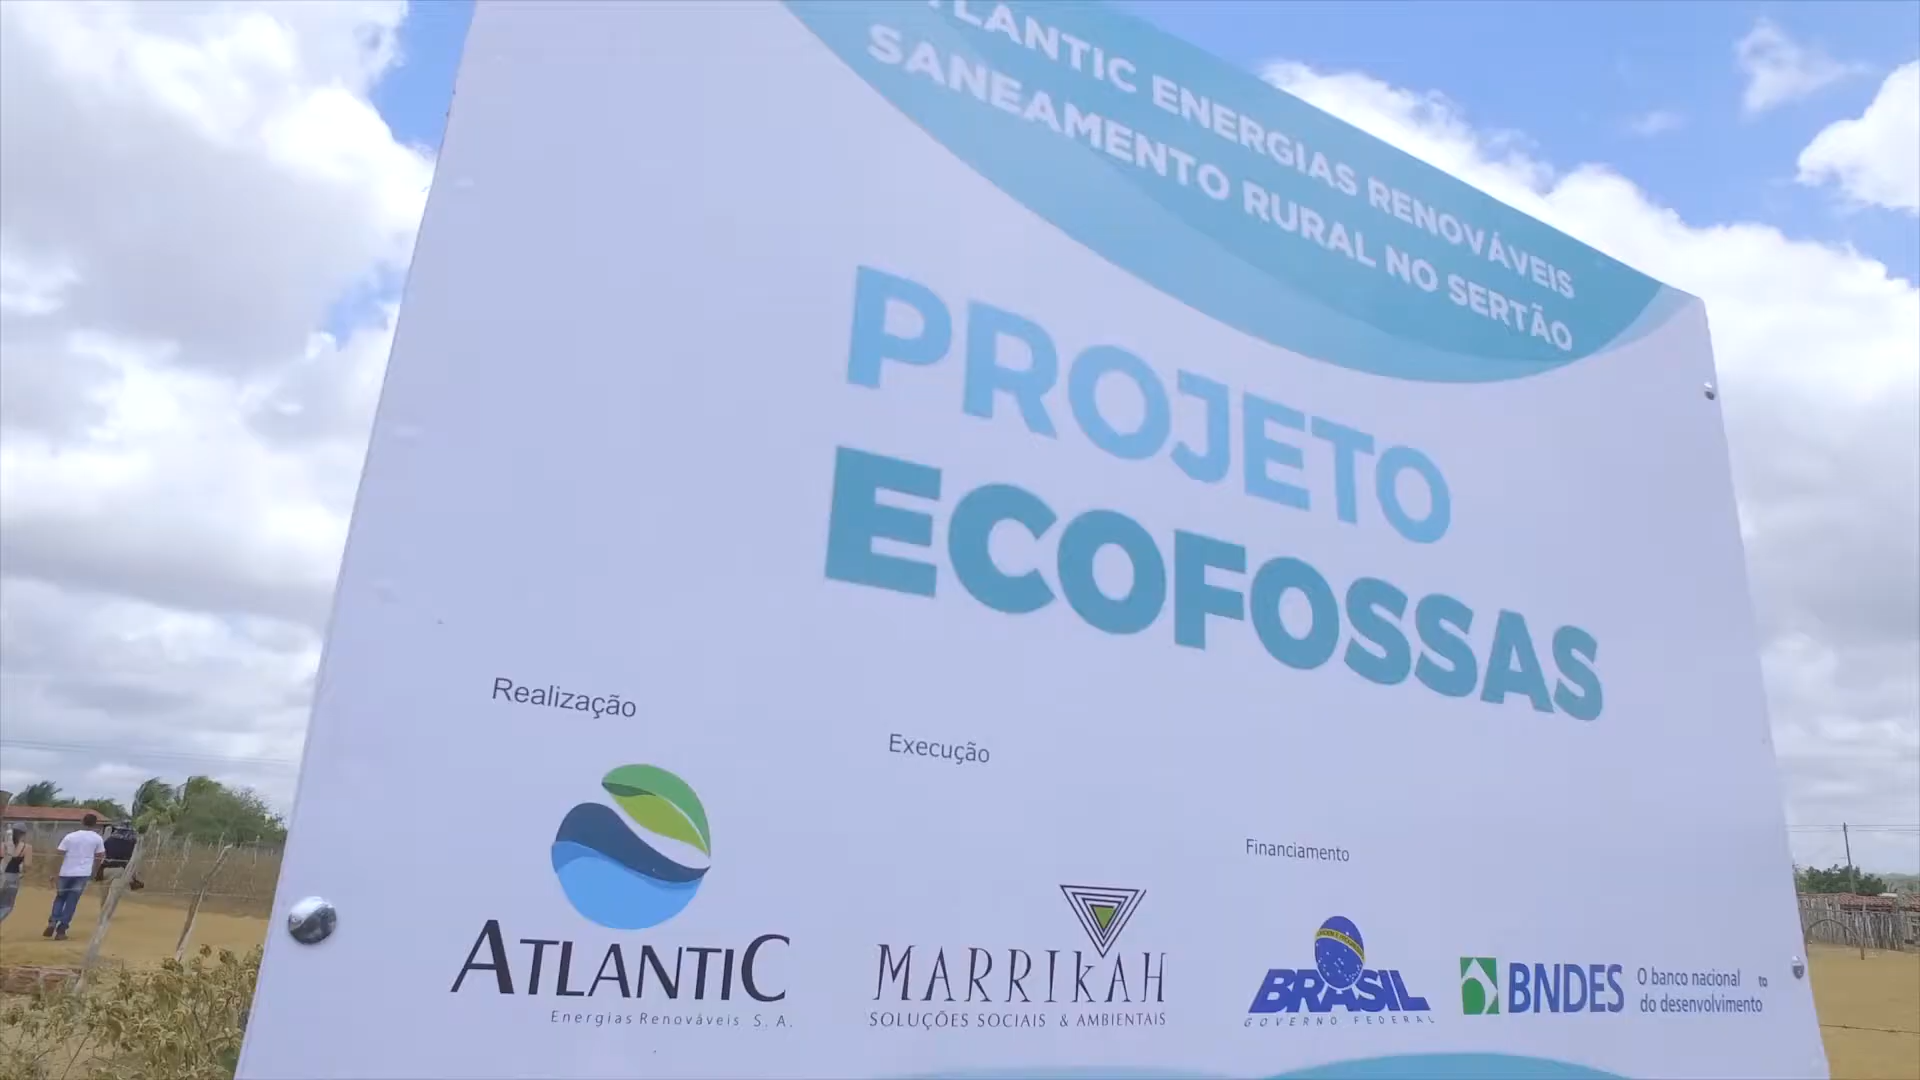 ATLANTIC ENERGIAS RENOVÁVEIS
SANEAMENTO RURAL NO SERTÃO
PROJETO
ECOFOSSAS
Realização
ATLANTIC
Energias Renováveis S. A.
Execução
MARRIKAH
SOLUÇÕES SOCIAIS & AMBIENTAIS
Financiamento
BRASIL
GOVERNO FEDERAL
BNDES
O banco nacional
do desenvolvimento